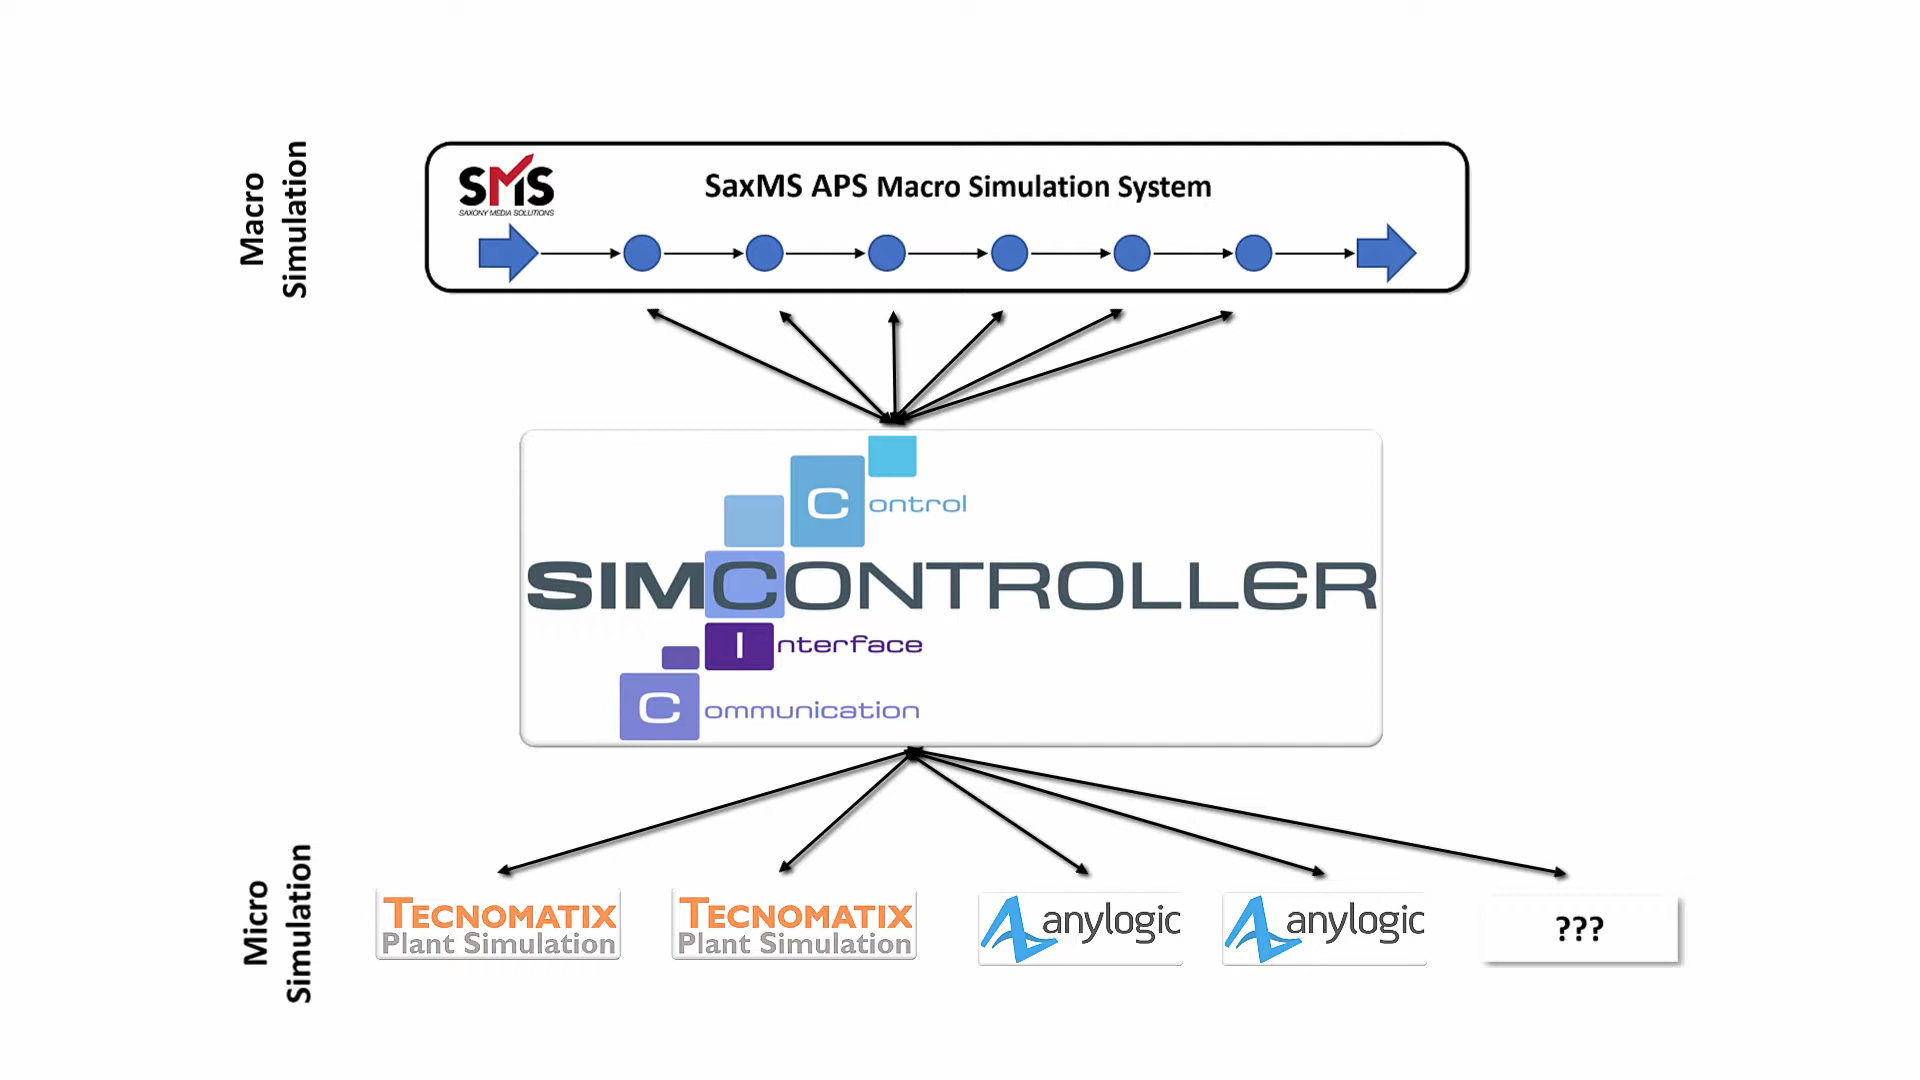 Macro
Simulation
SMS
SAXONY MEDIA SOLUTIONS
SaxMS APS Macro Simulation System
Control
SIMCONTROLLER
Interface
Communication
Micro
Simulation
TECNOMATIX
Plant Simulation
TECNOMATIX
Plant Simulation
anylogic
anylogic
???